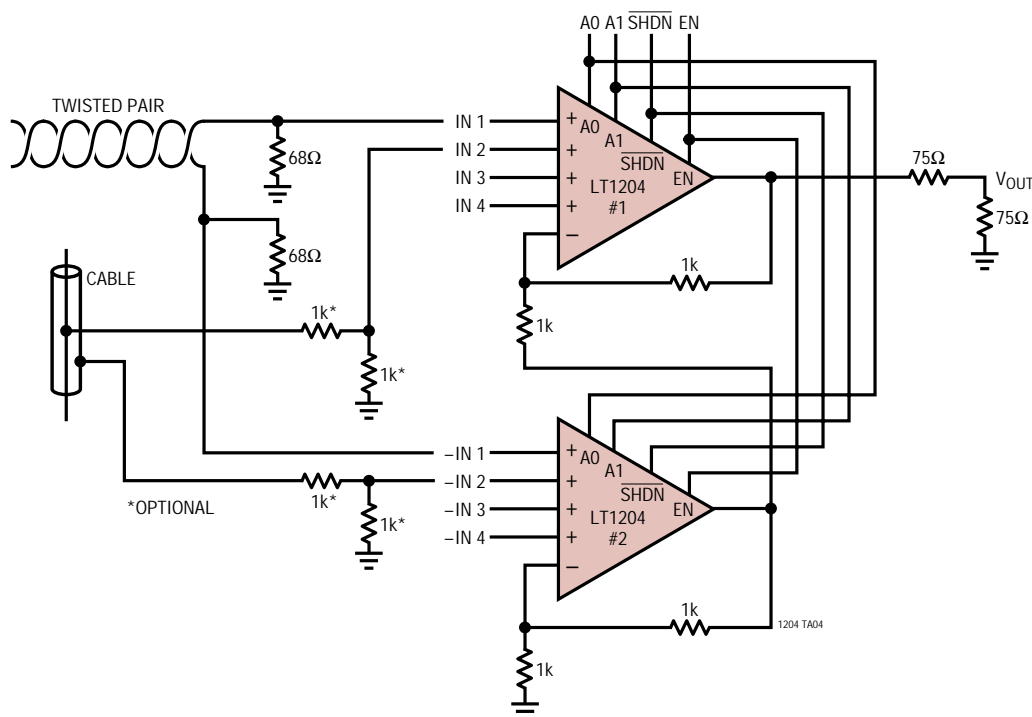 A0 A1 SHDN EN
TWISTED PAIR
IN 1
IN 2
IN 3
IN 4
+
+
+
+
–
A0
A1
SHDN
EN
LT1204
#1
68Ω
68Ω
75Ω
VOUT
75Ω
1k
1k
CABLE
1k*
1k*
–IN 1
–IN 2
–IN 3
–IN 4
+
+
+
+
–
A0
A1
SHDN
EN
LT1204
#2
1k*
1k*
*OPTIONAL
1k
1204 TA04
1k